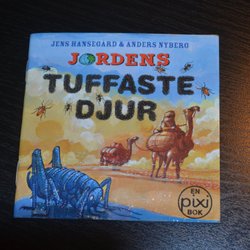 JENS HANSEGÅRD & ANDERS NYBERG
JORDENS
TUFFASTE
DJUR
EN
pixi
BOK